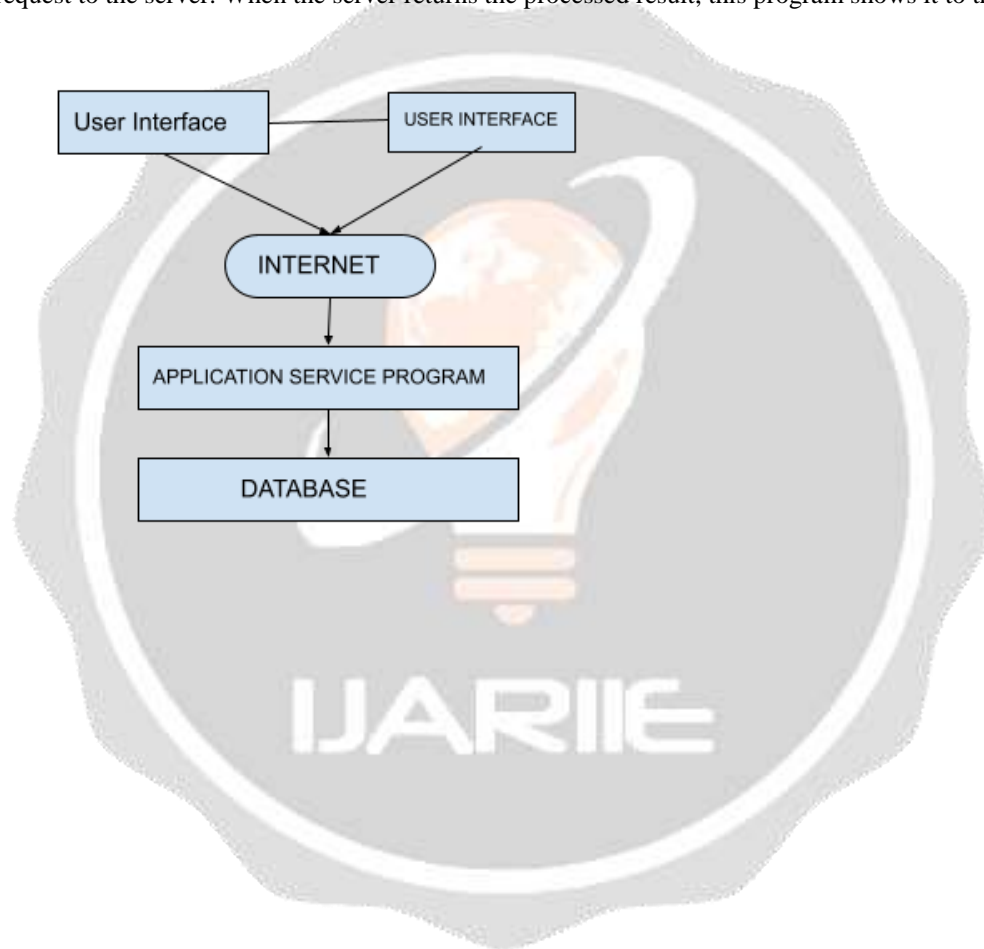 request to the server. When the server returns the processed result, this program shows it to
User Interface
USER INTERFACE
INTERNET
APPLICATION SERVICE PROGRAM
DATABASE
IJARIIE